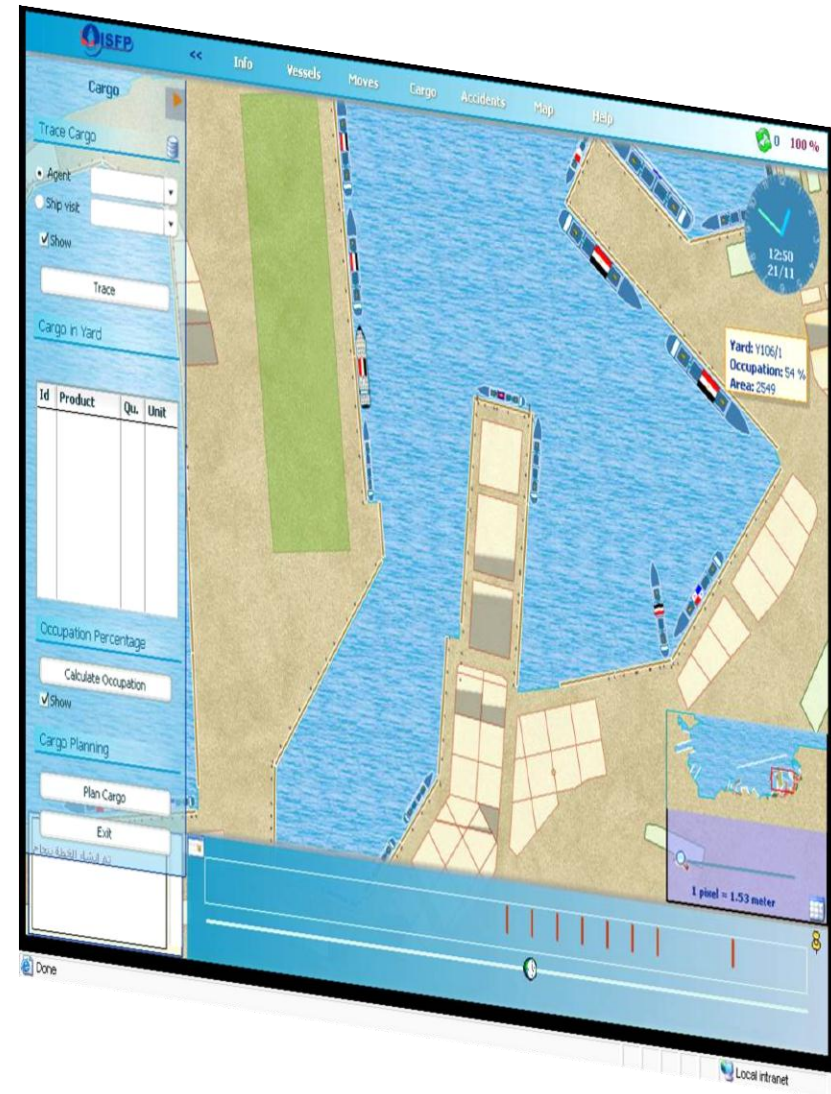 ISFP
<<
Info
Vessels
Moves
Cargo
Accidents
Map
Help
0
100 %
Cargo
Trace Cargo
Agent
Ship visit
Show
Trace
Cargo in Yard
Id Product Qu. Unit
Occupation Percentage
Calculate Occupation
Show
Cargo Planning
Plan Cargo
Exit
12:50
21/11
Yard: Y106/1
Occupation: 54 %
Area: 2549
1 pixel = 1.53 meter
Done
Local intranet